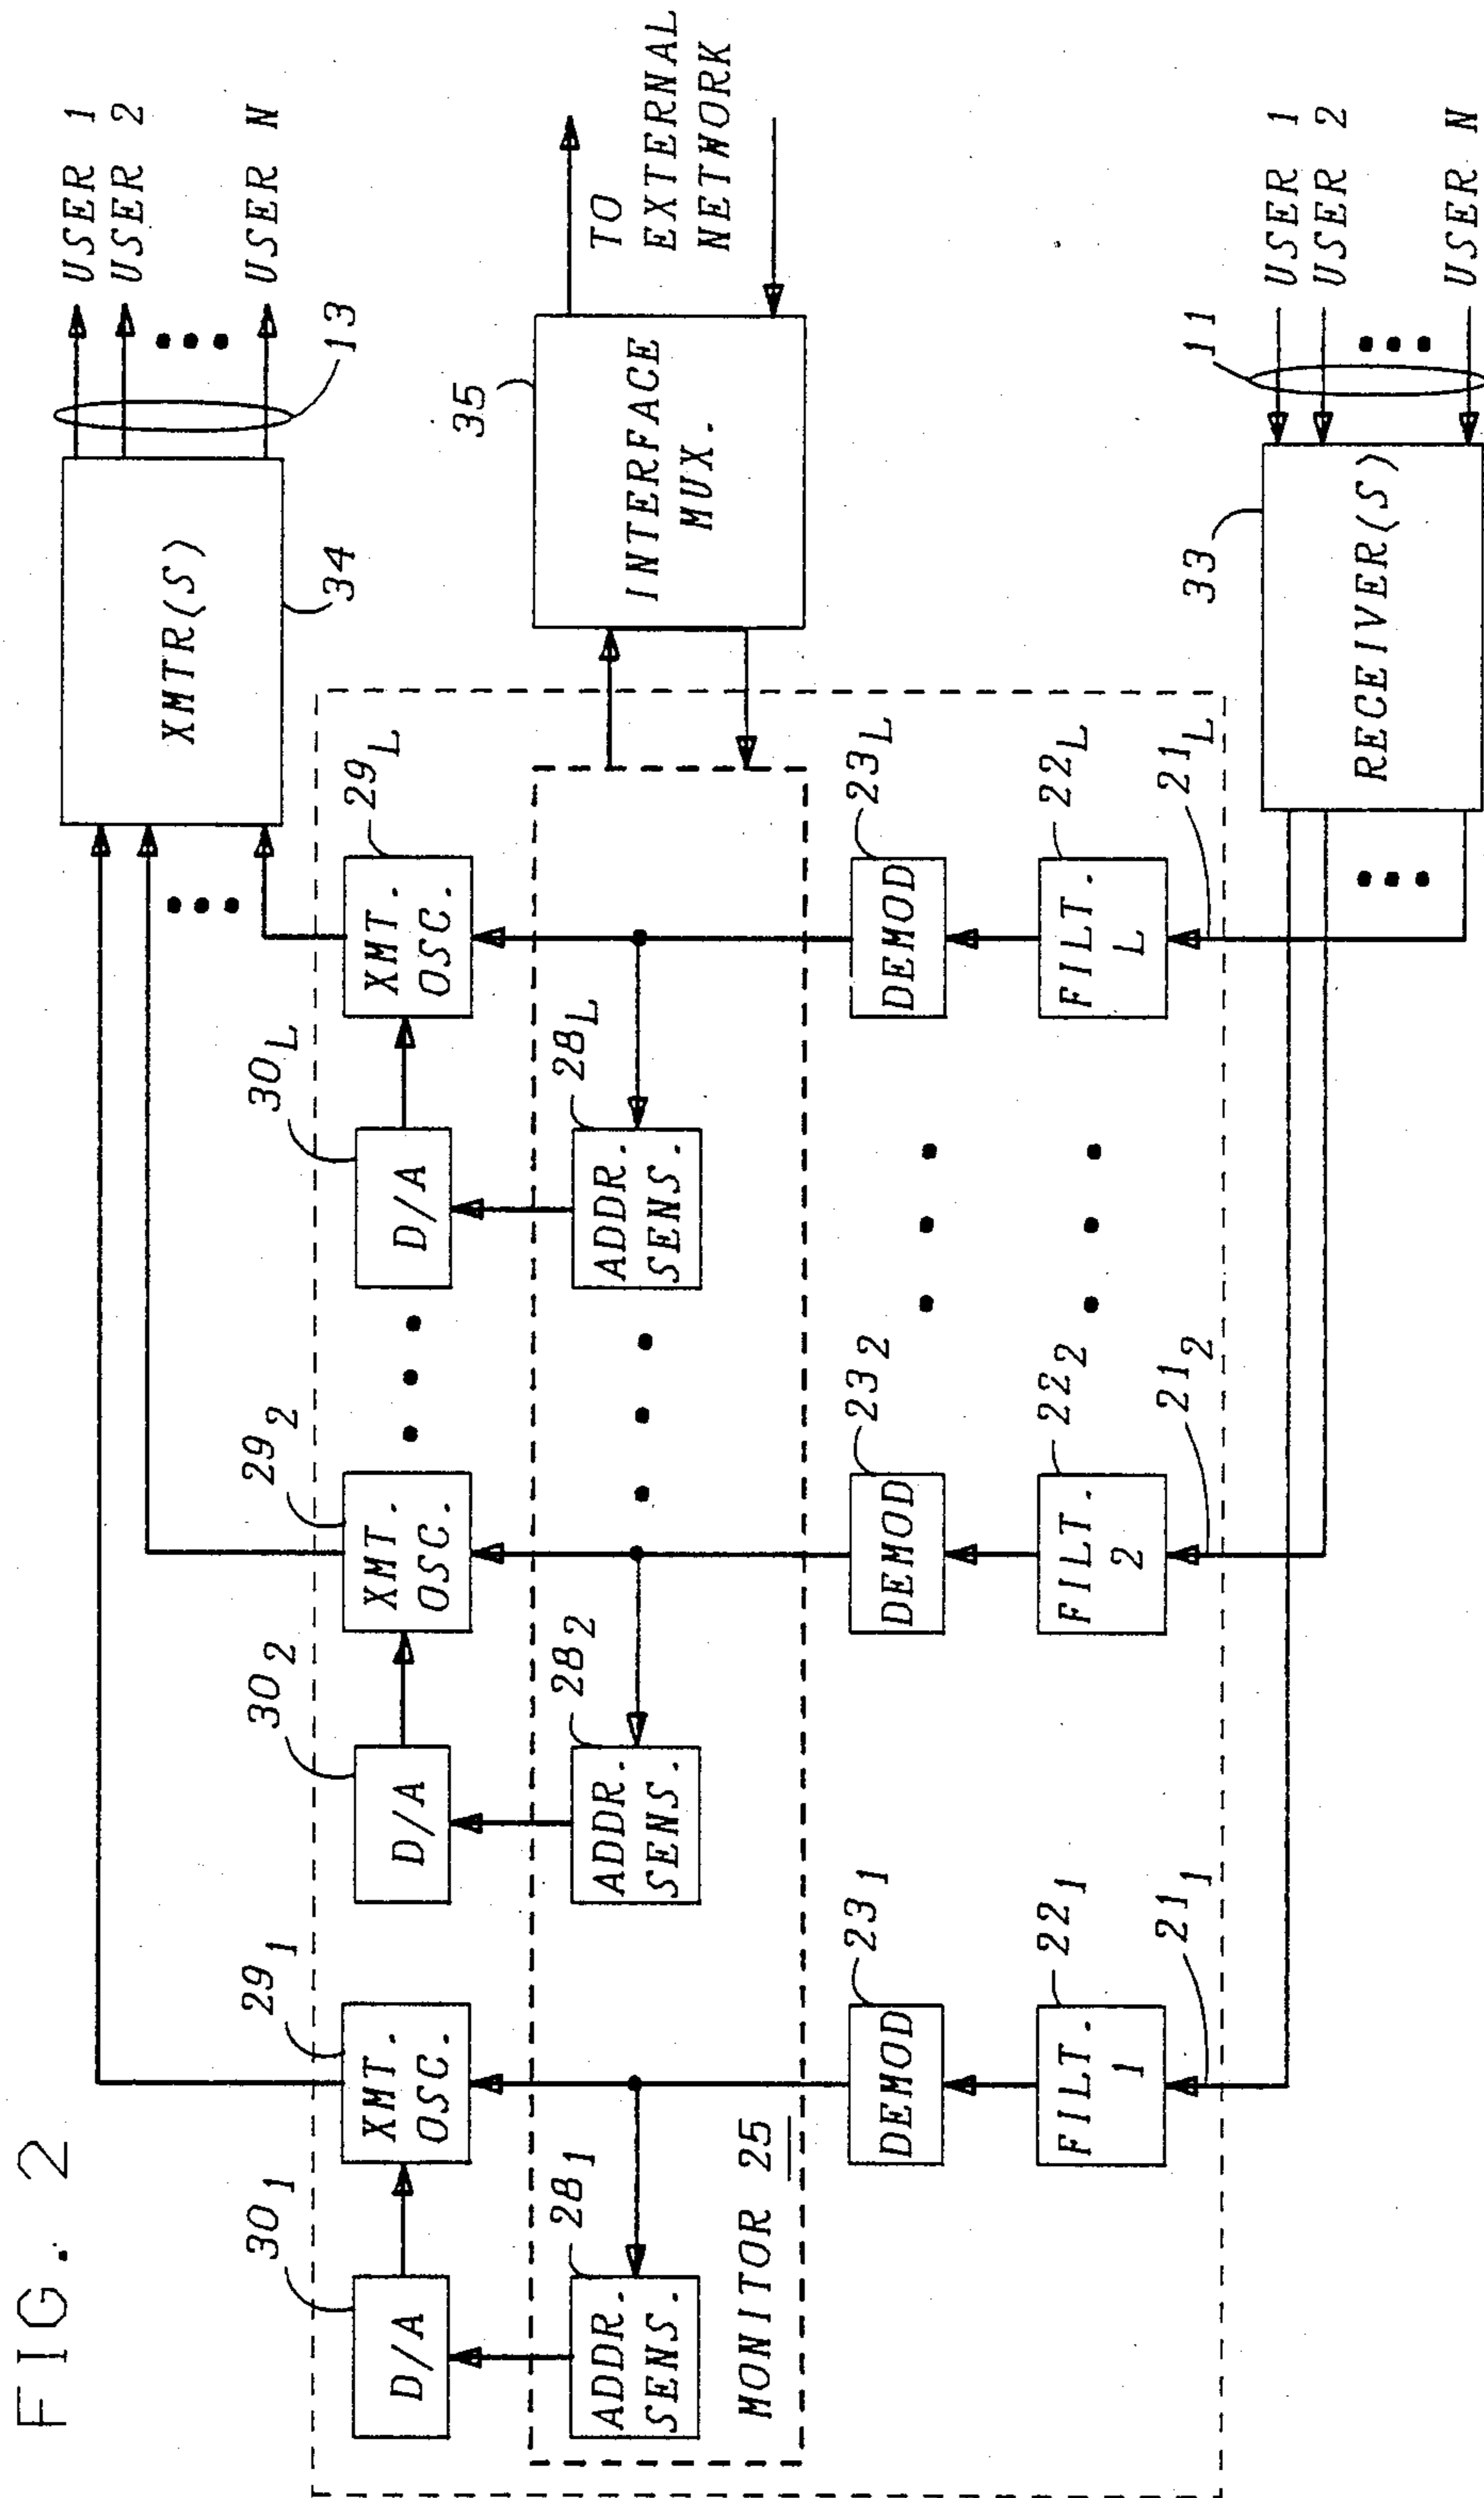 FIG. 2
USER 1
USER 2
USER N
XMTR(S)
13
34
30₁
29₁
30₂
29₂
30L
29L
D/A
XMT.
OSC.
D/A
XMT.
OSC.
D/A
XMT.
OSC.
35
INTERFACE
MUX.
TO
EXTERNAL
NETWORK
28₁
28₂
28L
ADDR.
SENS.
ADDR.
SENS.
ADDR.
SENS.
MONITOR 25
23₁
23₂
23L
DEMOD
DEMOD
DEMOD
22₁
22₂
22L
FILT.
1
FILT.
2
FILT.
L
21₁
21₂
21L
33
11
RECEIVER(S)
USER 1
USER 2
USER N